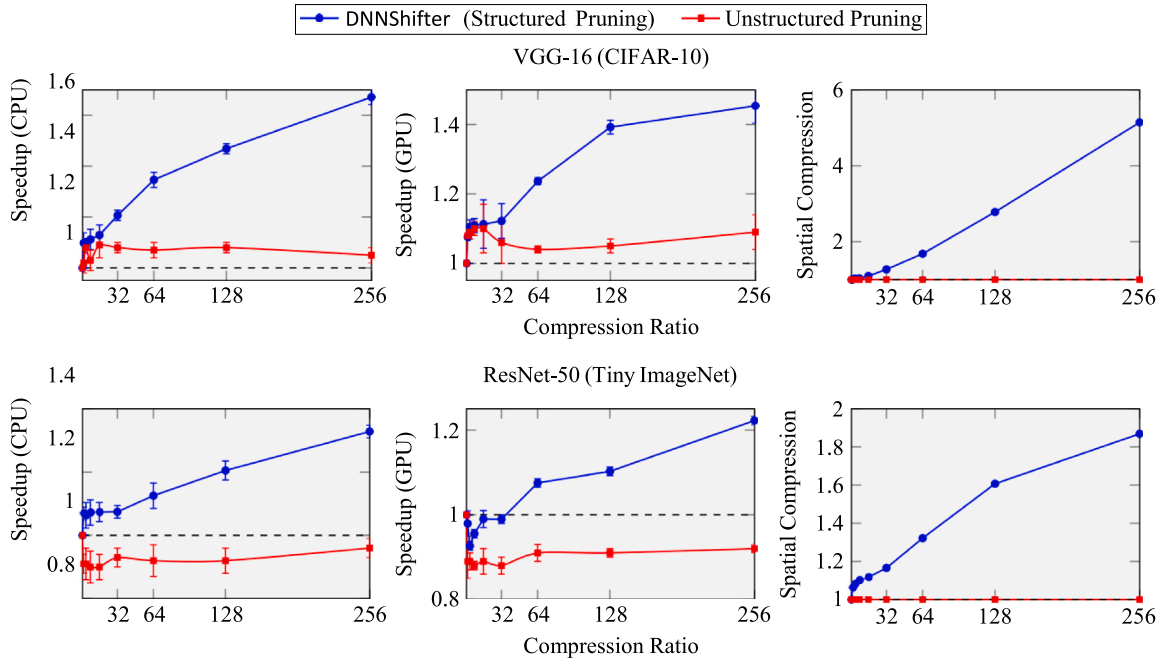 DNNShifter (Structured Pruning) Unstructured Pruning
VGG-16 (CIFAR-10)
Speedup (CPU)
1.6
1.4
1.2
1
32 64 128 256
Speedup (GPU)
1.4
1.2
1
32 64 128 256
Compression Ratio
Spatial Compression
6
4
2
32 64 128 256
ResNet-50 (Tiny ImageNet)
Speedup (CPU)
1.4
1.2
1
0.8
32 64 128 256
Speedup (GPU)
1.2
1
0.8
32 64 128 256
Compression Ratio
Spatial Compression
2
1.8
1.6
1.4
1.2
1
32 64 128 256